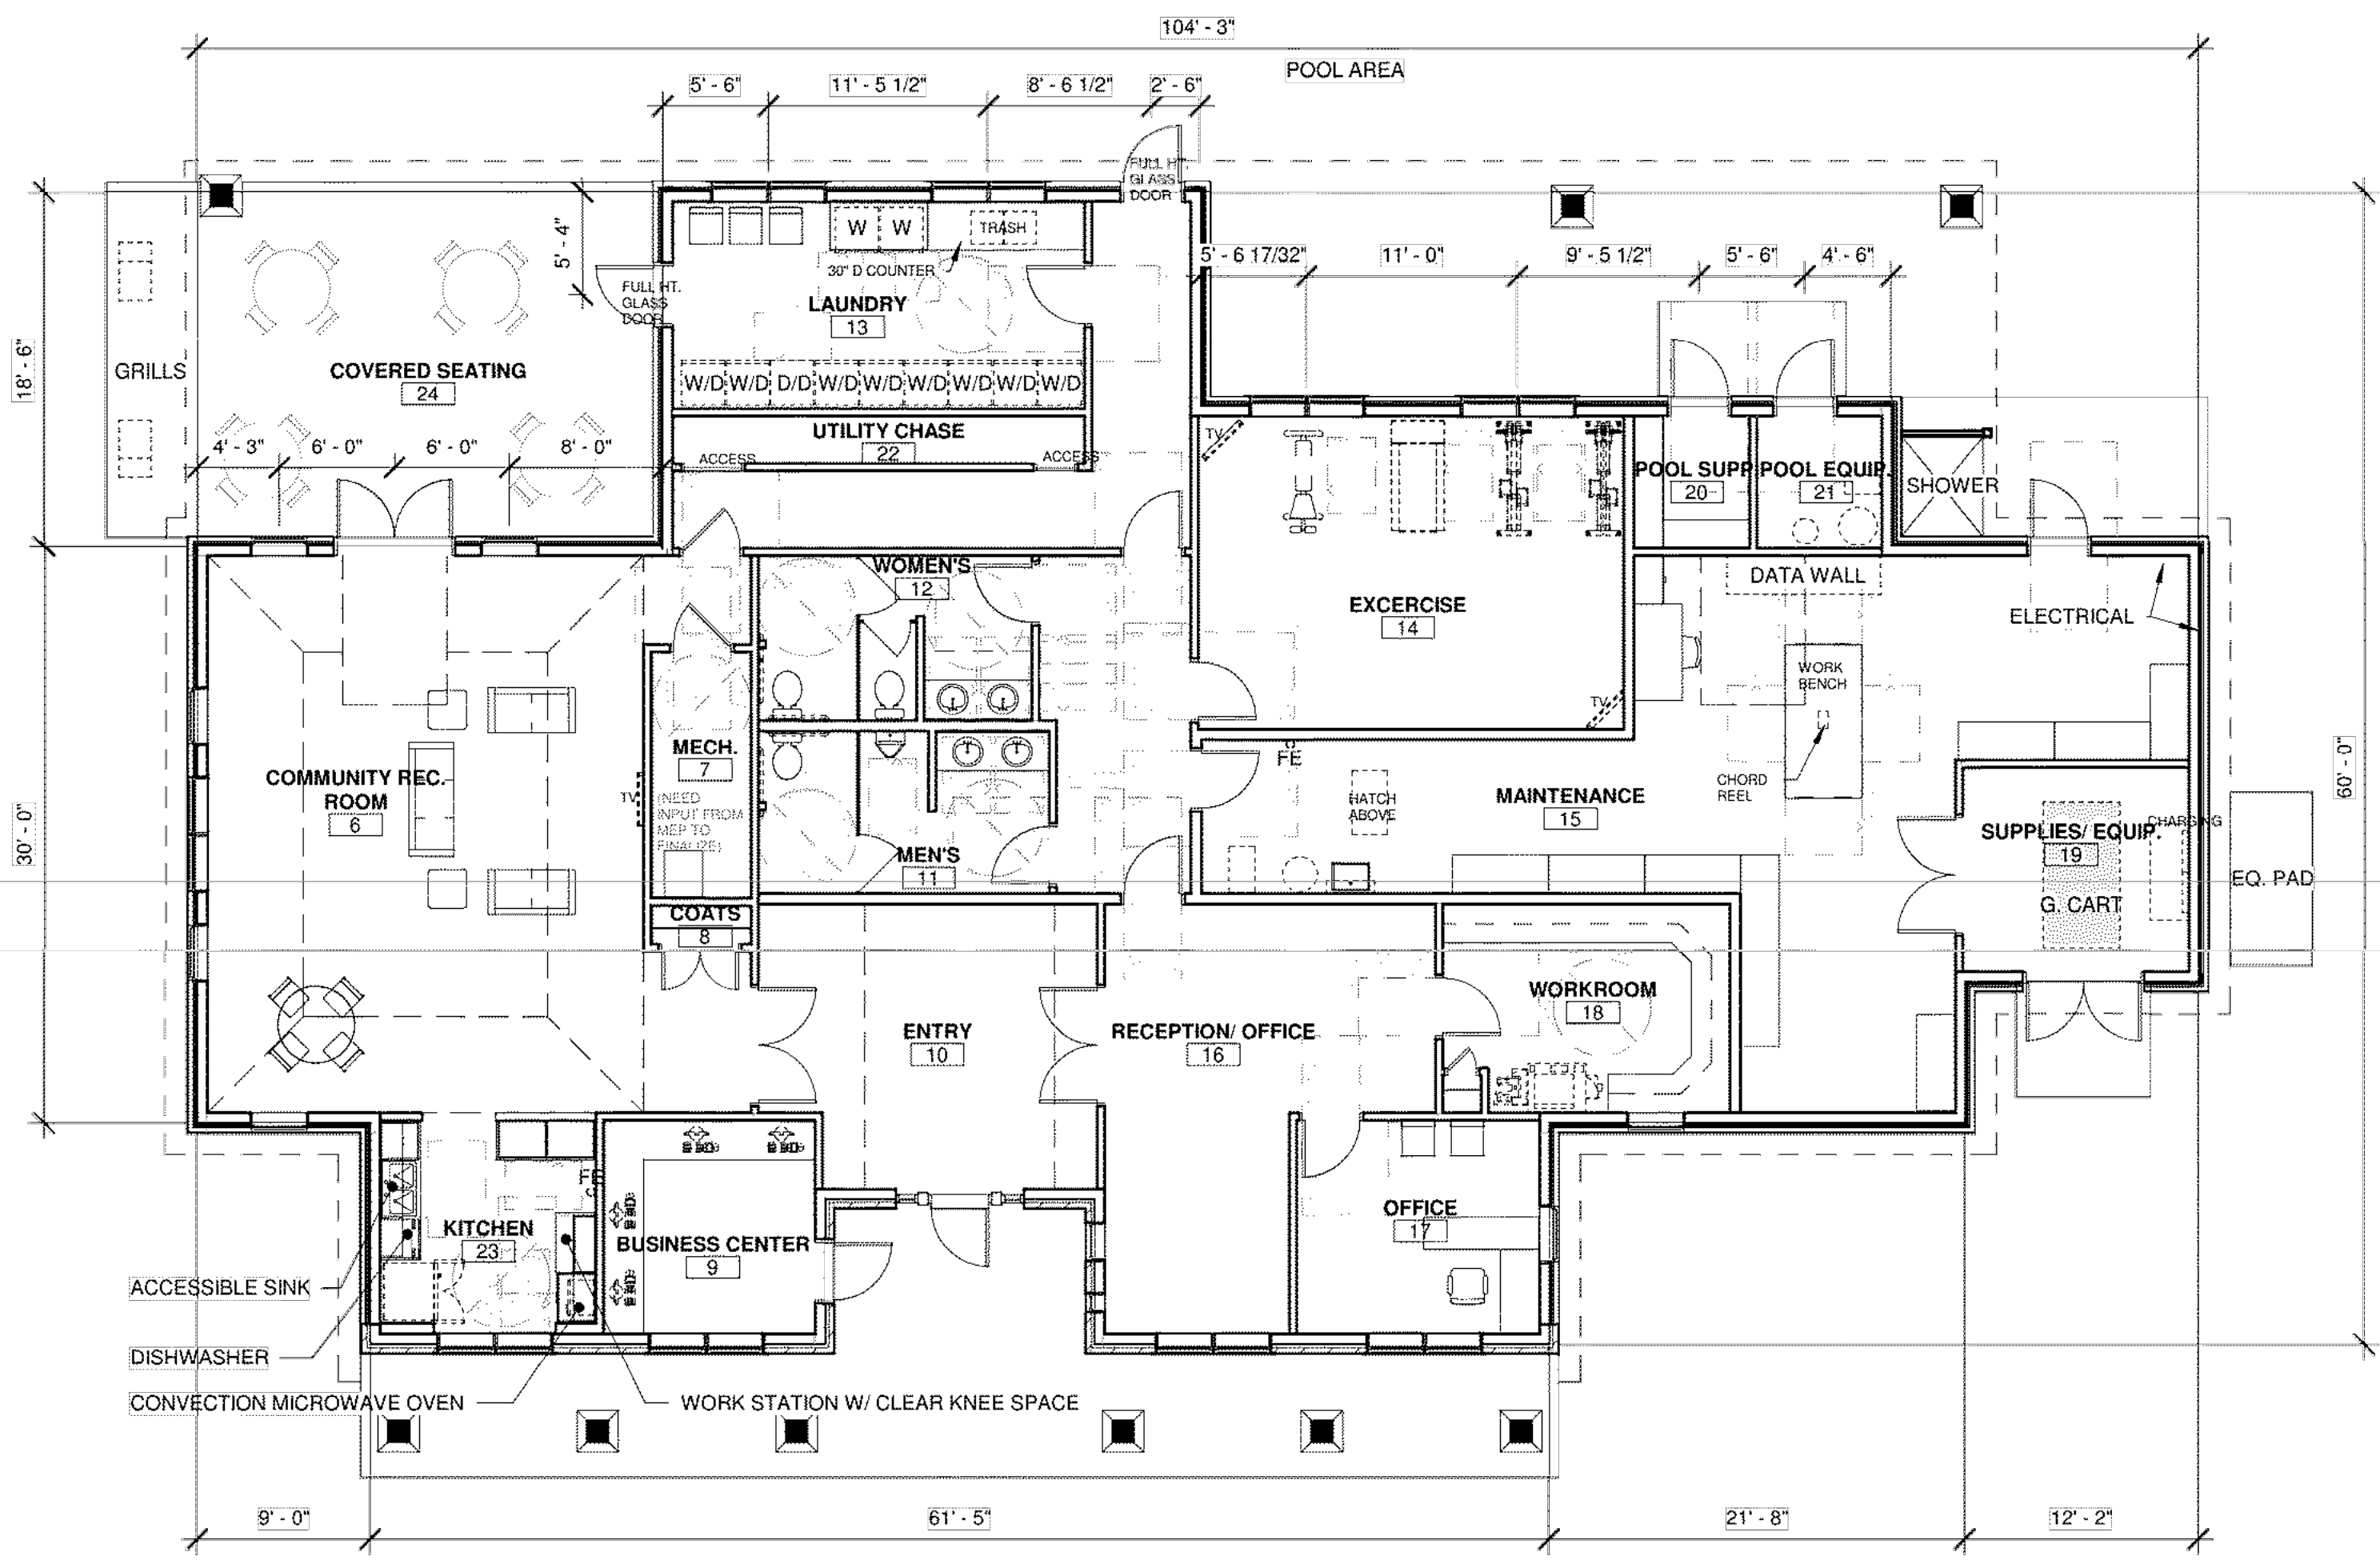 104' - 3"
POOL AREA
5' - 6"
11' - 5 1/2"
8' - 6 1/2"
2' - 6"
FULL HT.
GLASS
DOOR
5' - 4"
W
W
TRASH
30" D COUNTER
LAUNDRY
13
FULL HT.
GLASS
DOOR
5' - 6 17/32"
11' - 0"
9' - 5 1/2"
5' - 6"
4' - 6"
18' - 6"
GRILLS
COVERED SEATING
24
W/D
W/D
D/D
W/D
W/D
W/D
W/D
W/D
W/D
UTILITY CHASE
22
ACCESS
ACCESS
4' - 3"
6' - 0"
6' - 0"
8' - 0"
TV
POOL SUPP
20
POOL EQUIP.
21
SHOWER
WOMEN'S
12
EXCERCISE
14
DATA WALL
ELECTRICAL
WORK
BENCH
TV
MECH.
7
(NEED
INPUT FROM
MEP TO
FINALIZE)
COMMUNITY REC.
ROOM
6
TV
FE
HATCH
ABOVE
MAINTENANCE
15
CHORD
REEL
60' - 0"
30' - 0"
SUPPLIES/ EQUIP.
19
CHARGING
G. CART
EQ. PAD
MEN'S
11
COATS
8
ENTRY
10
RECEPTION/ OFFICE
16
WORKROOM
18
FE
KITCHEN
23
BUSINESS CENTER
9
OFFICE
17
ACCESSIBLE SINK
DISHWASHER
CONVECTION MICROWAVE OVEN
WORK STATION W/ CLEAR KNEE SPACE
9' - 0"
61' - 5"
21' - 8"
12' - 2"